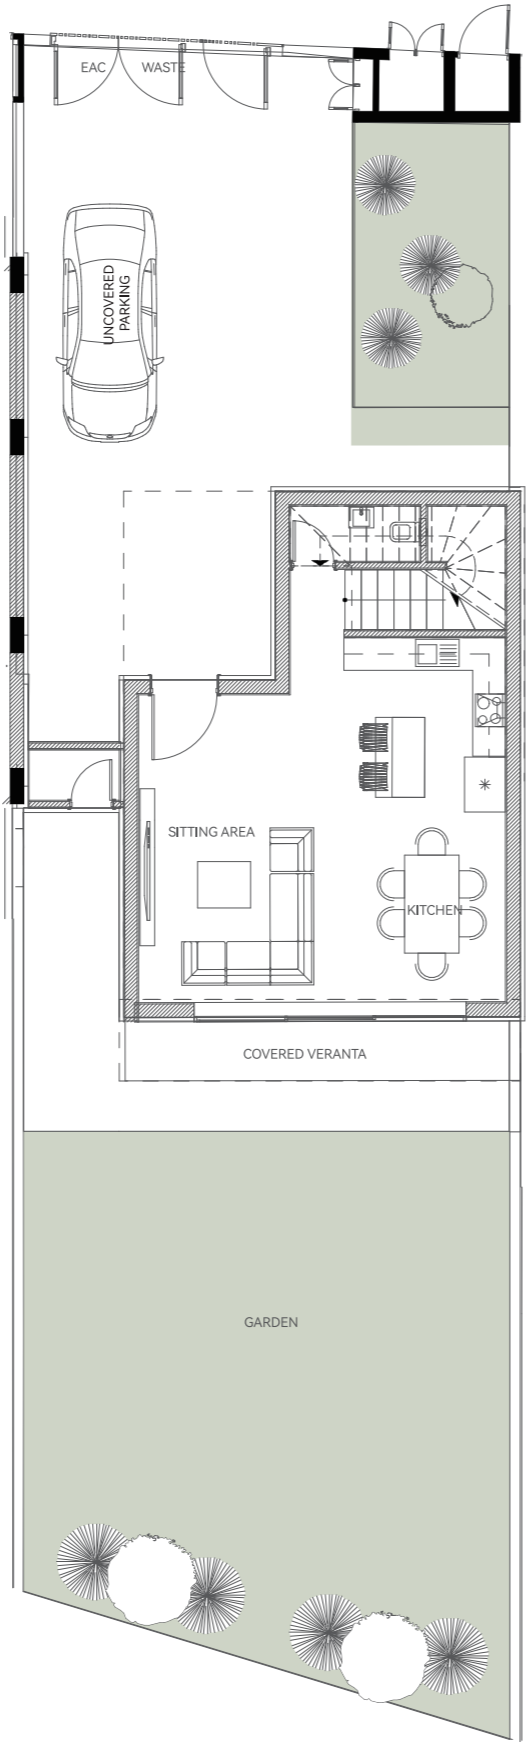 EAC WASTE
UNCOVERED
PARKING
SITTING AREA
KITCHEN
COVERED VERANTA
GARDEN